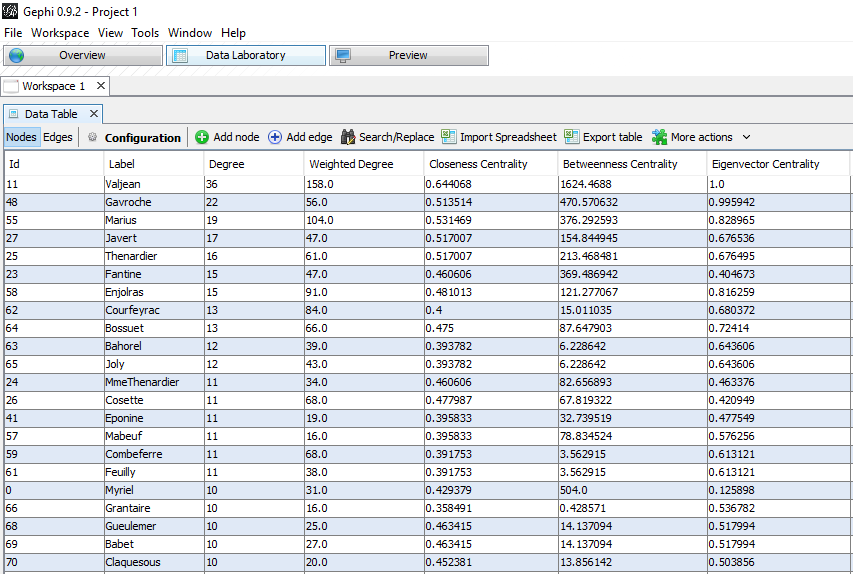 Gephi 0.9.2 - Project 1
File Workspace View Tools Window Help
Overview Data Laboratory Preview
Workspace 1
Data Table
Nodes Edges Configuration Add node Add edge Search/Replace Import Spreadsheet Export table More actions
Id Label Degree Weighted Degree Closeness Centrality Betweenness Centrality Eigenvector Centrality
11 Valjean 36 158.0 0.644068 1624.4688 1.0
48 Gavroche 22 56.0 0.513514 470.570632 0.995942
55 Marius 19 104.0 0.531469 376.292593 0.828965
27 Javert 17 47.0 0.517007 154.844945 0.676536
25 Thenardier 16 61.0 0.517007 213.468481 0.676495
23 Fantine 15 47.0 0.460606 369.486942 0.404673
58 Enjolras 15 91.0 0.481013 121.277067 0.816259
62 Courfeyrac 13 84.0 0.4 15.011035 0.680372
64 Bossuet 13 66.0 0.475 87.647903 0.72414
63 Bahorel 12 39.0 0.393782 6.228642 0.643606
65 Joly 12 43.0 0.393782 6.228642 0.643606
24 MmeThenardier 11 34.0 0.460606 82.656893 0.463376
26 Cosette 11 68.0 0.477987 67.819322 0.420949
41 Eponine 11 19.0 0.395833 32.739519 0.477549
57 Mabeuf 11 16.0 0.395833 78.834524 0.576256
59 Combeferre 11 68.0 0.391753 3.562915 0.613121
61 Feuilly 11 38.0 0.391753 3.562915 0.613121
0 Myriel 10 31.0 0.429379 504.0 0.125898
66 Grantaire 10 16.0 0.358491 0.428571 0.536782
68 Gueulemer 10 25.0 0.463415 14.137094 0.517994
69 Babet 10 27.0 0.463415 14.137094 0.517994
70 Claquesous 10 20.0 0.452381 13.856142 0.503856